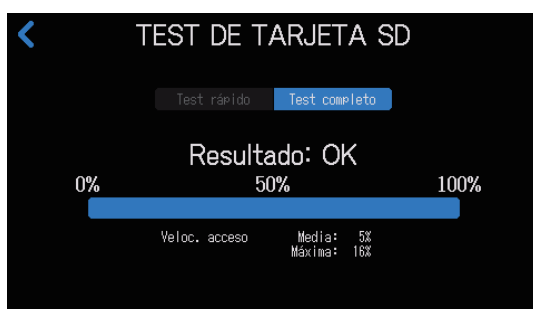 TEST DE TARJETA SD
Test rápido Test completo
Resultado: OK
0% 50% 100%
Veloc. acceso Media: 5%
Máxima: 16%